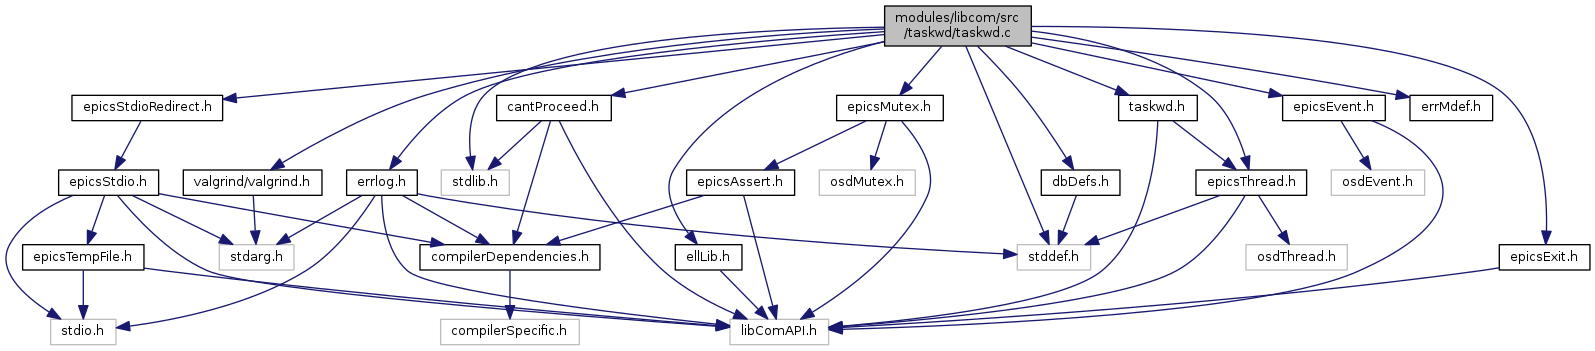 modules/libcom/src
/taskwd/taskwd.c
epicsStdioRedirect.h
cantProceed.h
epicsMutex.h
taskwd.h
epicsEvent.h
errMdef.h
epicsStdio.h
valgrind/valgrind.h
errlog.h
stdlib.h
epicsAssert.h
osdMutex.h
dbDefs.h
epicsThread.h
osdEvent.h
epicsTempFile.h
stdarg.h
compilerDependencies.h
ellLib.h
stddef.h
osdThread.h
epicsExit.h
stdio.h
compilerSpecific.h
libComAPI.h